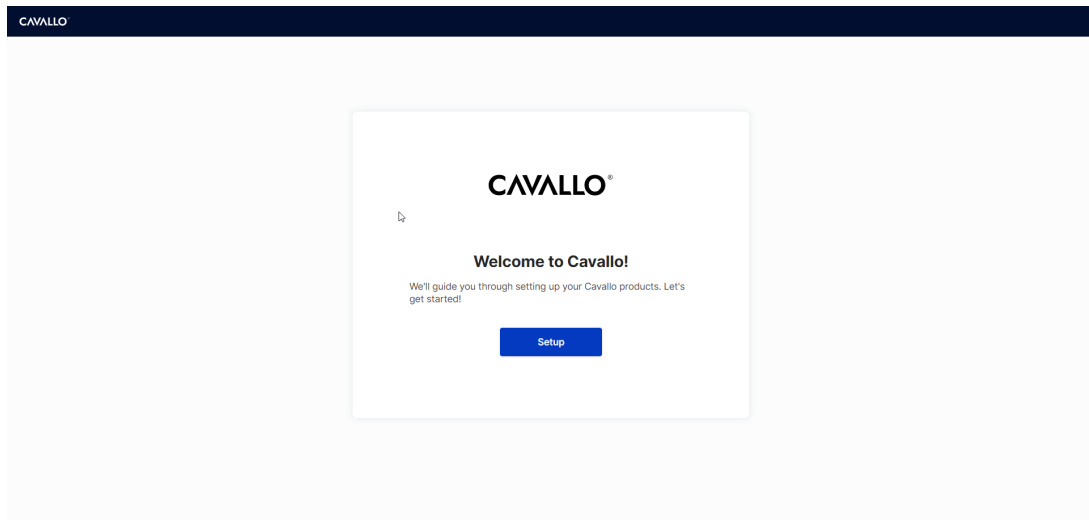 CAVALLO
CAVALLO®
Welcome to Cavallo!
We'll guide you through setting up your Cavallo products. Let's
get started!
Setup